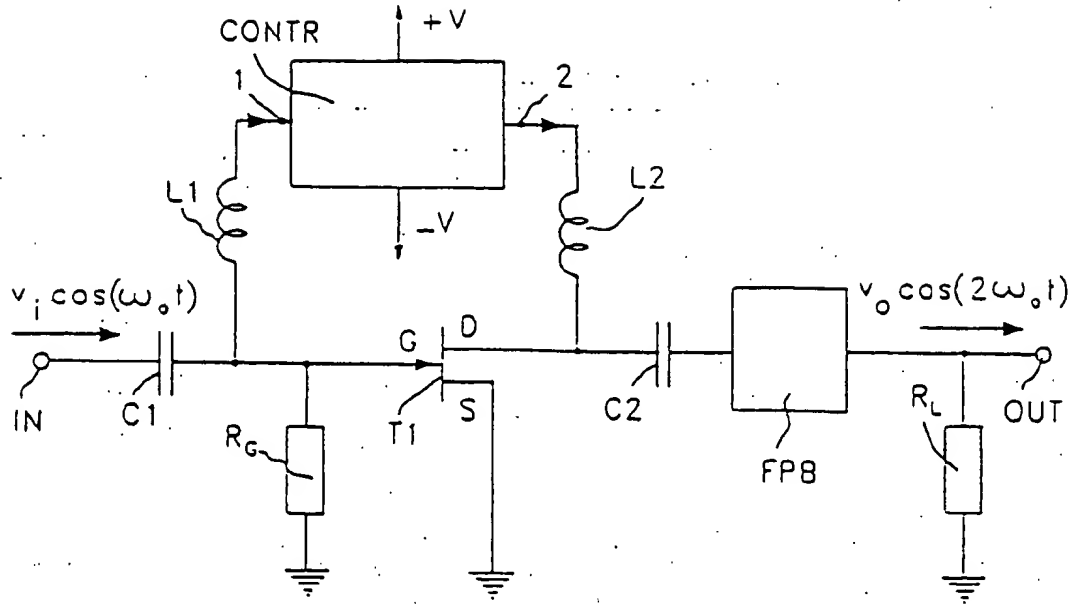 CONTR
+V
1
2
L1
L2
–V
v_i cos(ω_o t)
v_o cos(2ω_o t)
G
D
S
IN
C1
R_G
T1
C2
FPB
R_L
OUT